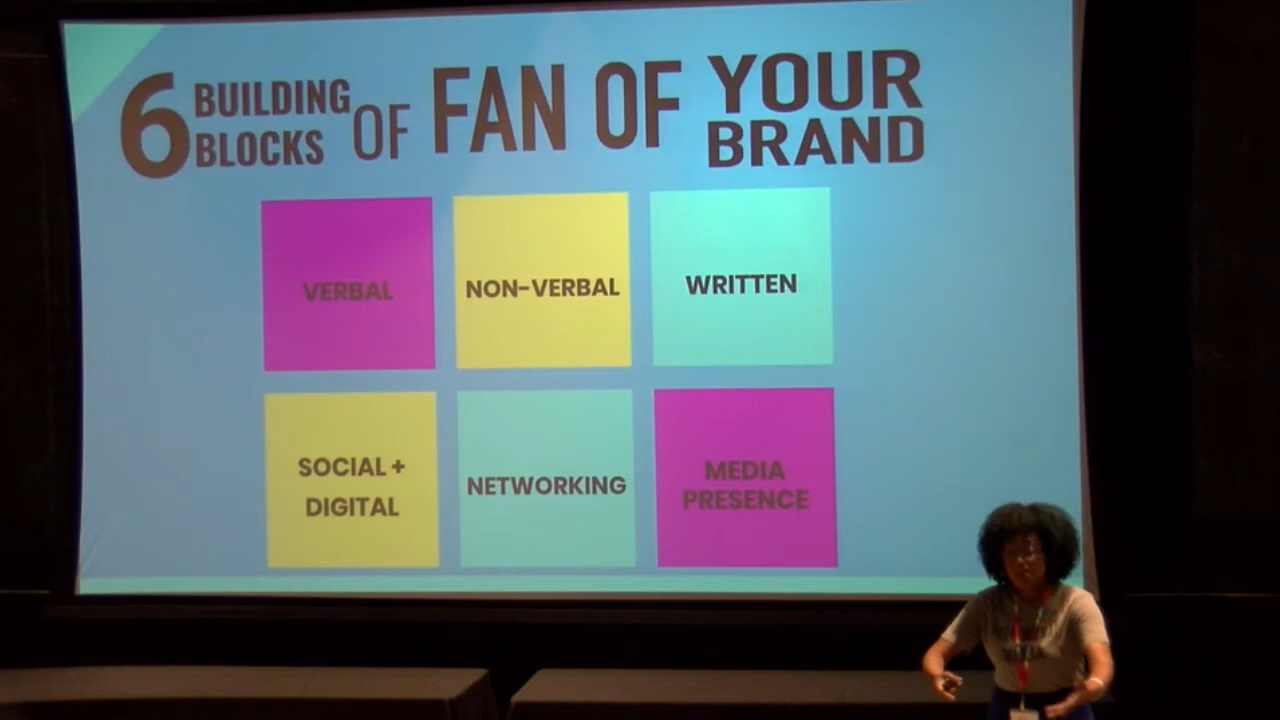 6 BUILDING BLOCKS OF FAN OF YOUR BRAND
VERBAL
NON-VERBAL
WRITTEN
SOCIAL +
DIGITAL
NETWORKING
MEDIA
PRESENCE